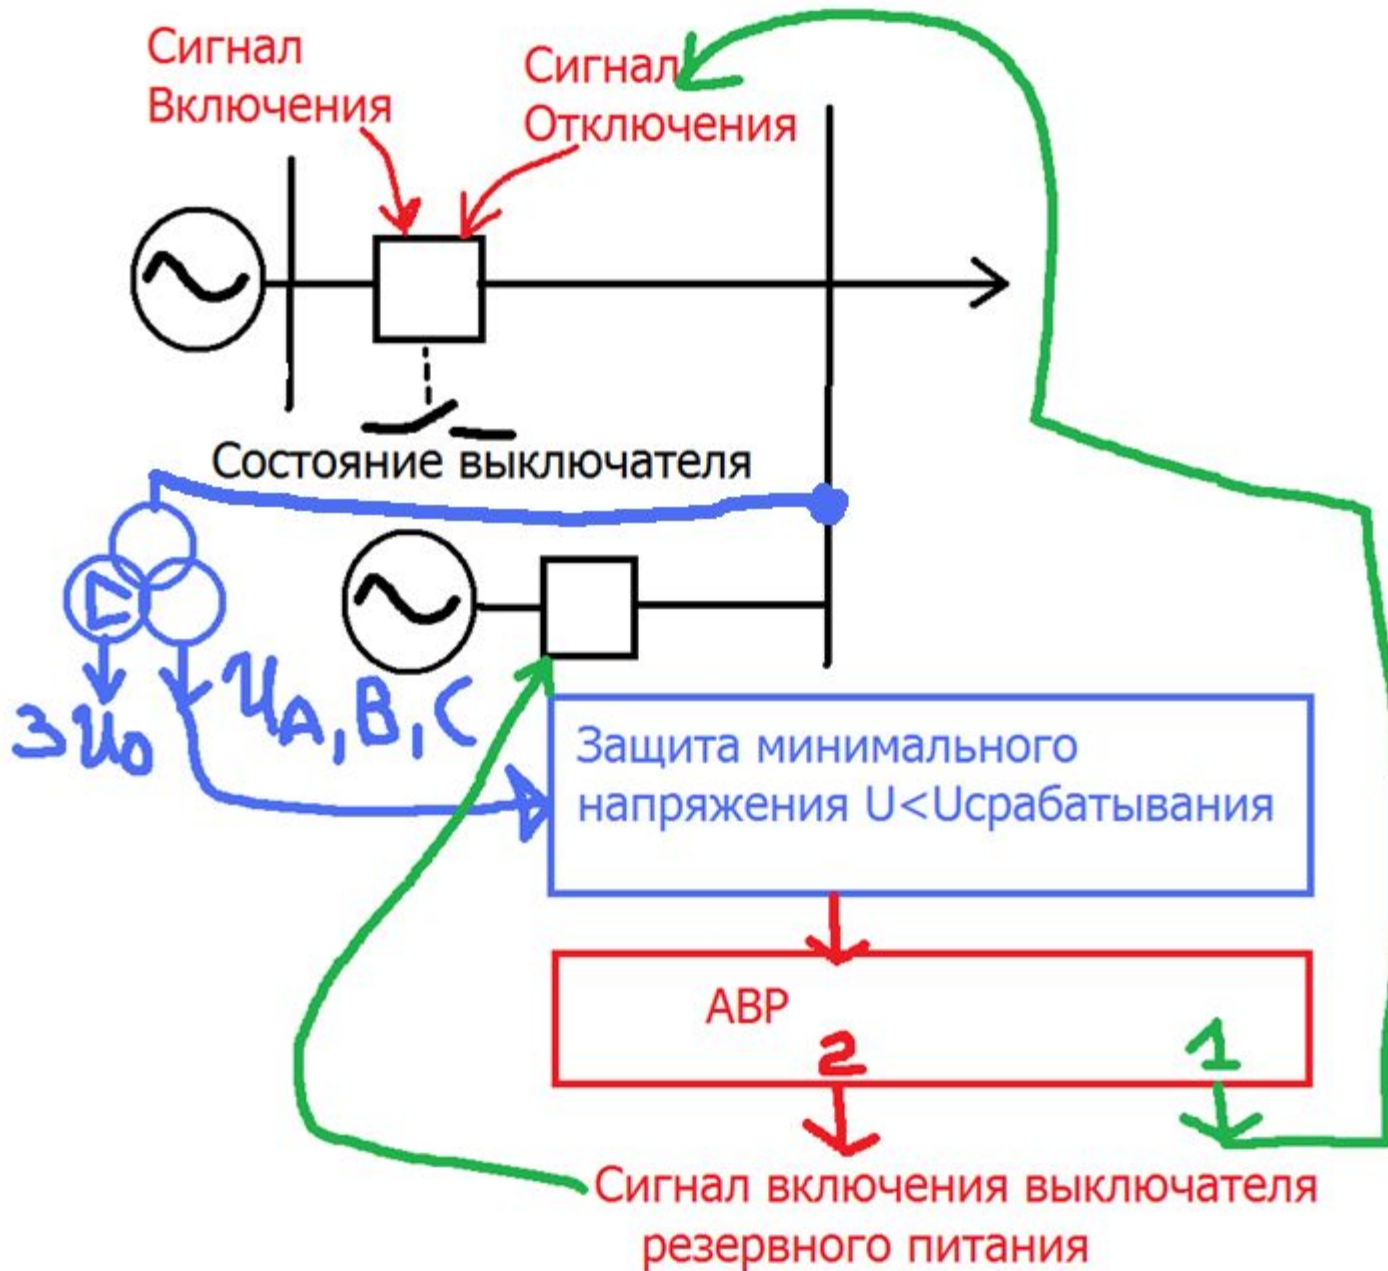 Сигнал
Включения
Сигнал
Отключения
Состояние выключателя
3U0
UA,B,C
Защита минимального
напряжения U<Uсрабатывания
АВР
2
1
Сигнал включения выключателя
резервного питания